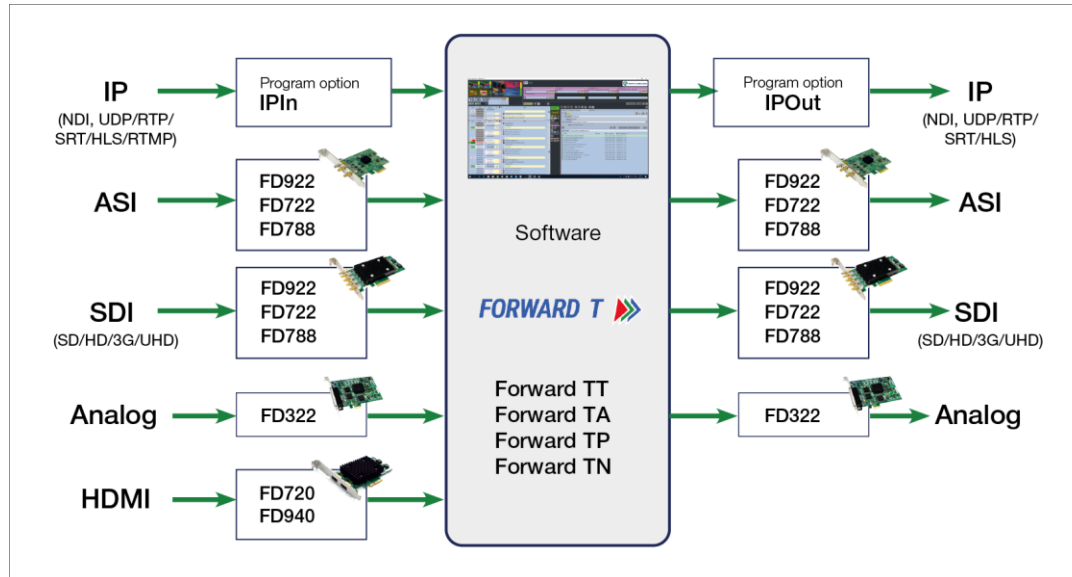 IP
(NDI, UDP/RTP/
SRT/HLS/RTMP)
Program option
IPIn
ASI
FD922
FD722
FD788
SDI
(SD/HD/3G/UHD)
FD922
FD722
FD788
Analog
FD322
HDMI
FD720
FD940
Software
FORWARD T
Forward TT
Forward TA
Forward TP
Forward TN
Program option
IPOut
IP
(NDI, UDP/RTP/
SRT/HLS)
FD922
FD722
FD788
ASI
FD922
FD722
FD788
SDI
(SD/HD/3G/UHD)
FD322
Analog